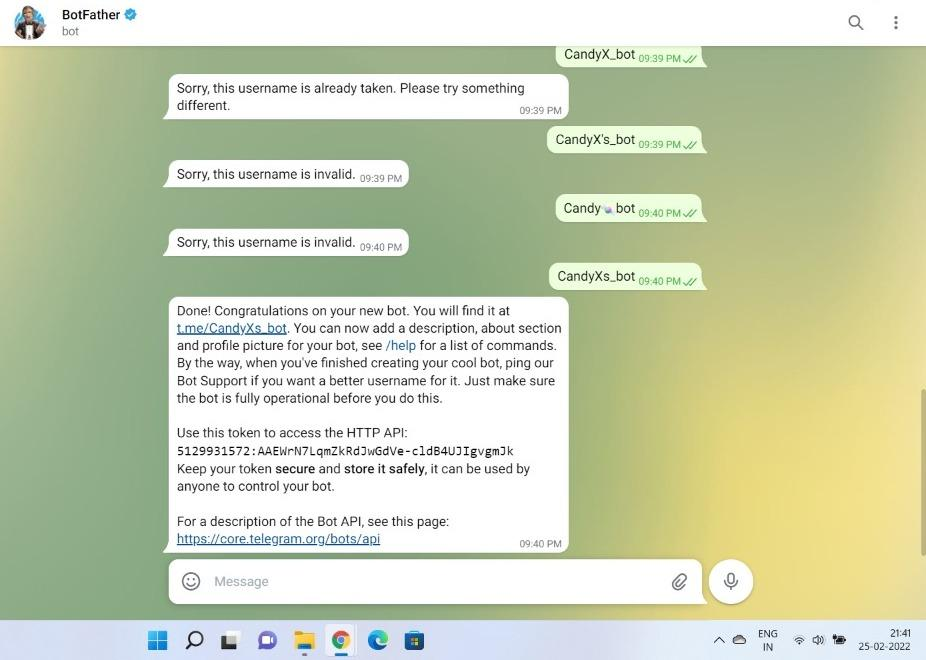 BotFather
bot
CandyX_bot 09:39 PM
Sorry, this username is already taken. Please try something
different.
09:39 PM
CandyX's_bot 09:39 PM
Sorry, this username is invalid. 09:39 PM
Candy🍬bot 09:40 PM
Sorry, this username is invalid. 09:40 PM
CandyXs_bot 09:40 PM
Done! Congratulations on your new bot. You will find it at
t.me/CandyXs_bot. You can now add a description, about section
and profile picture for your bot, see /help for a list of commands.
By the way, when you've finished creating your cool bot, ping our
Bot Support if you want a better username for it. Just make sure
the bot is fully operational before you do this.
Use this token to access the HTTP API:
5129931572:AAEWrN7LqmZkRdJwGdVe-cldB4UJIgvgmJk
Keep your token secure and store it safely, it can be used by
anyone to control your bot.
For a description of the Bot API, see this page:
https://core.telegram.org/bots/api
09:40 PM
Message
ENG
IN
21:41
25-02-2022